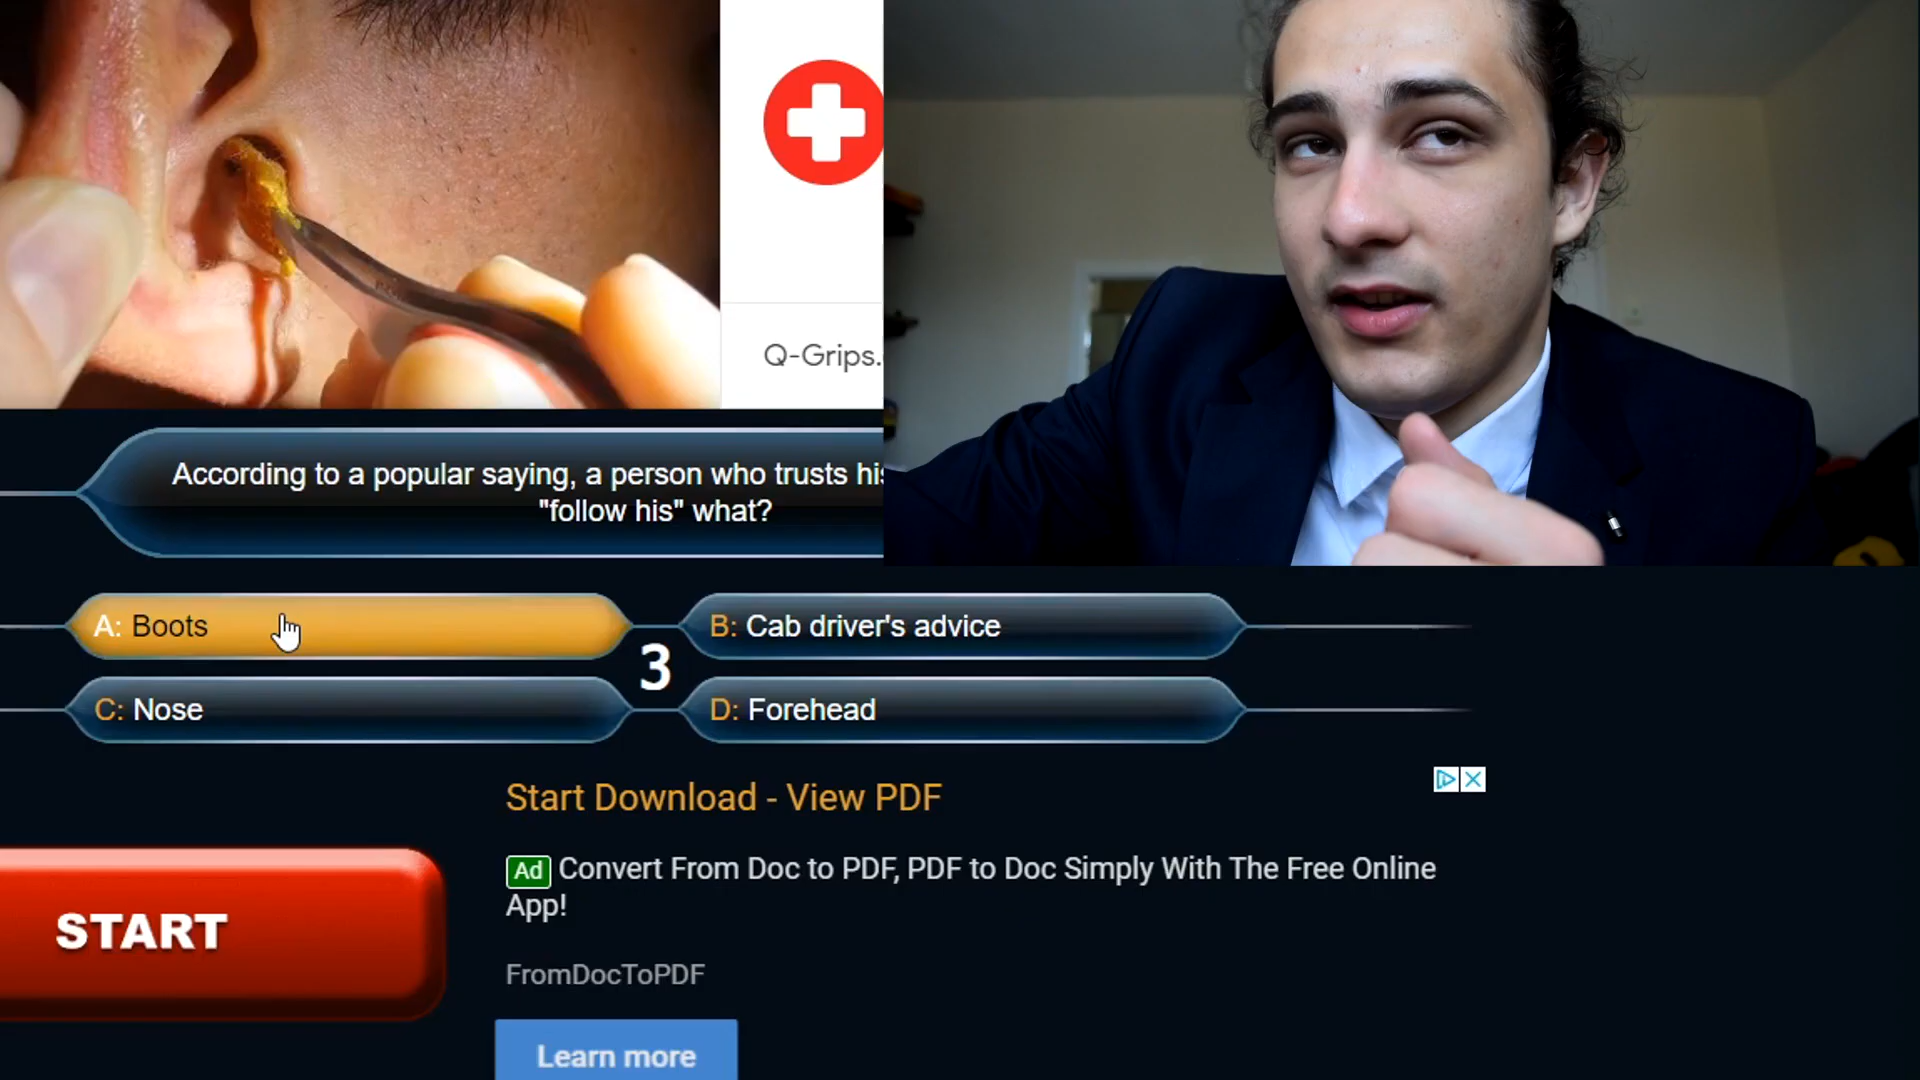 Q-Grips.
According to a popular saying, a person who trusts his
"follow his" what?
A: Boots
B: Cab driver's advice
3
C: Nose
D: Forehead
Start Download - View PDF
Ad Convert From Doc to PDF, PDF to Doc Simply With The Free Online
App!
START
FromDocToPDF
Learn more